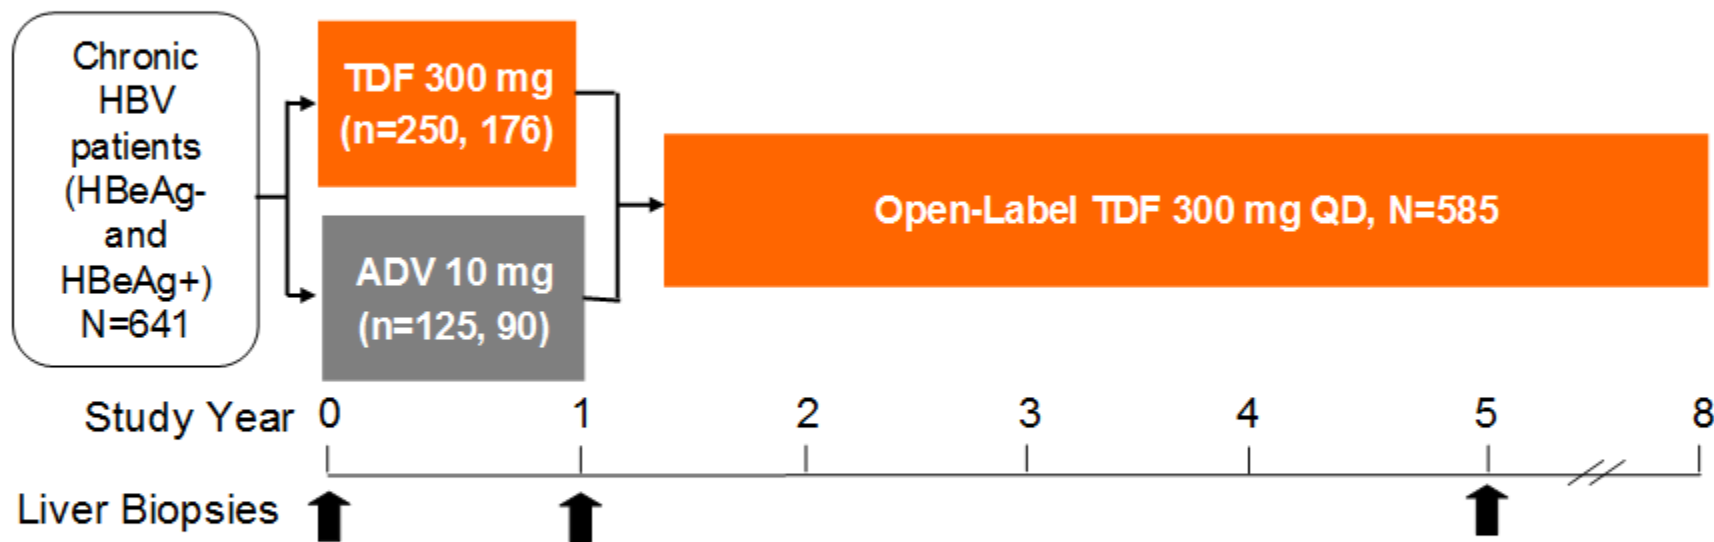 Chronic
HBV
patients
(HBeAg-
and
HBeAg+)
N=641
TDF 300 mg
(n=250, 176)
ADV 10 mg
(n=125, 90)
Open-Label TDF 300 mg QD, N=585
Study Year 0 1 2 3 4 5 8
Liver Biopsies